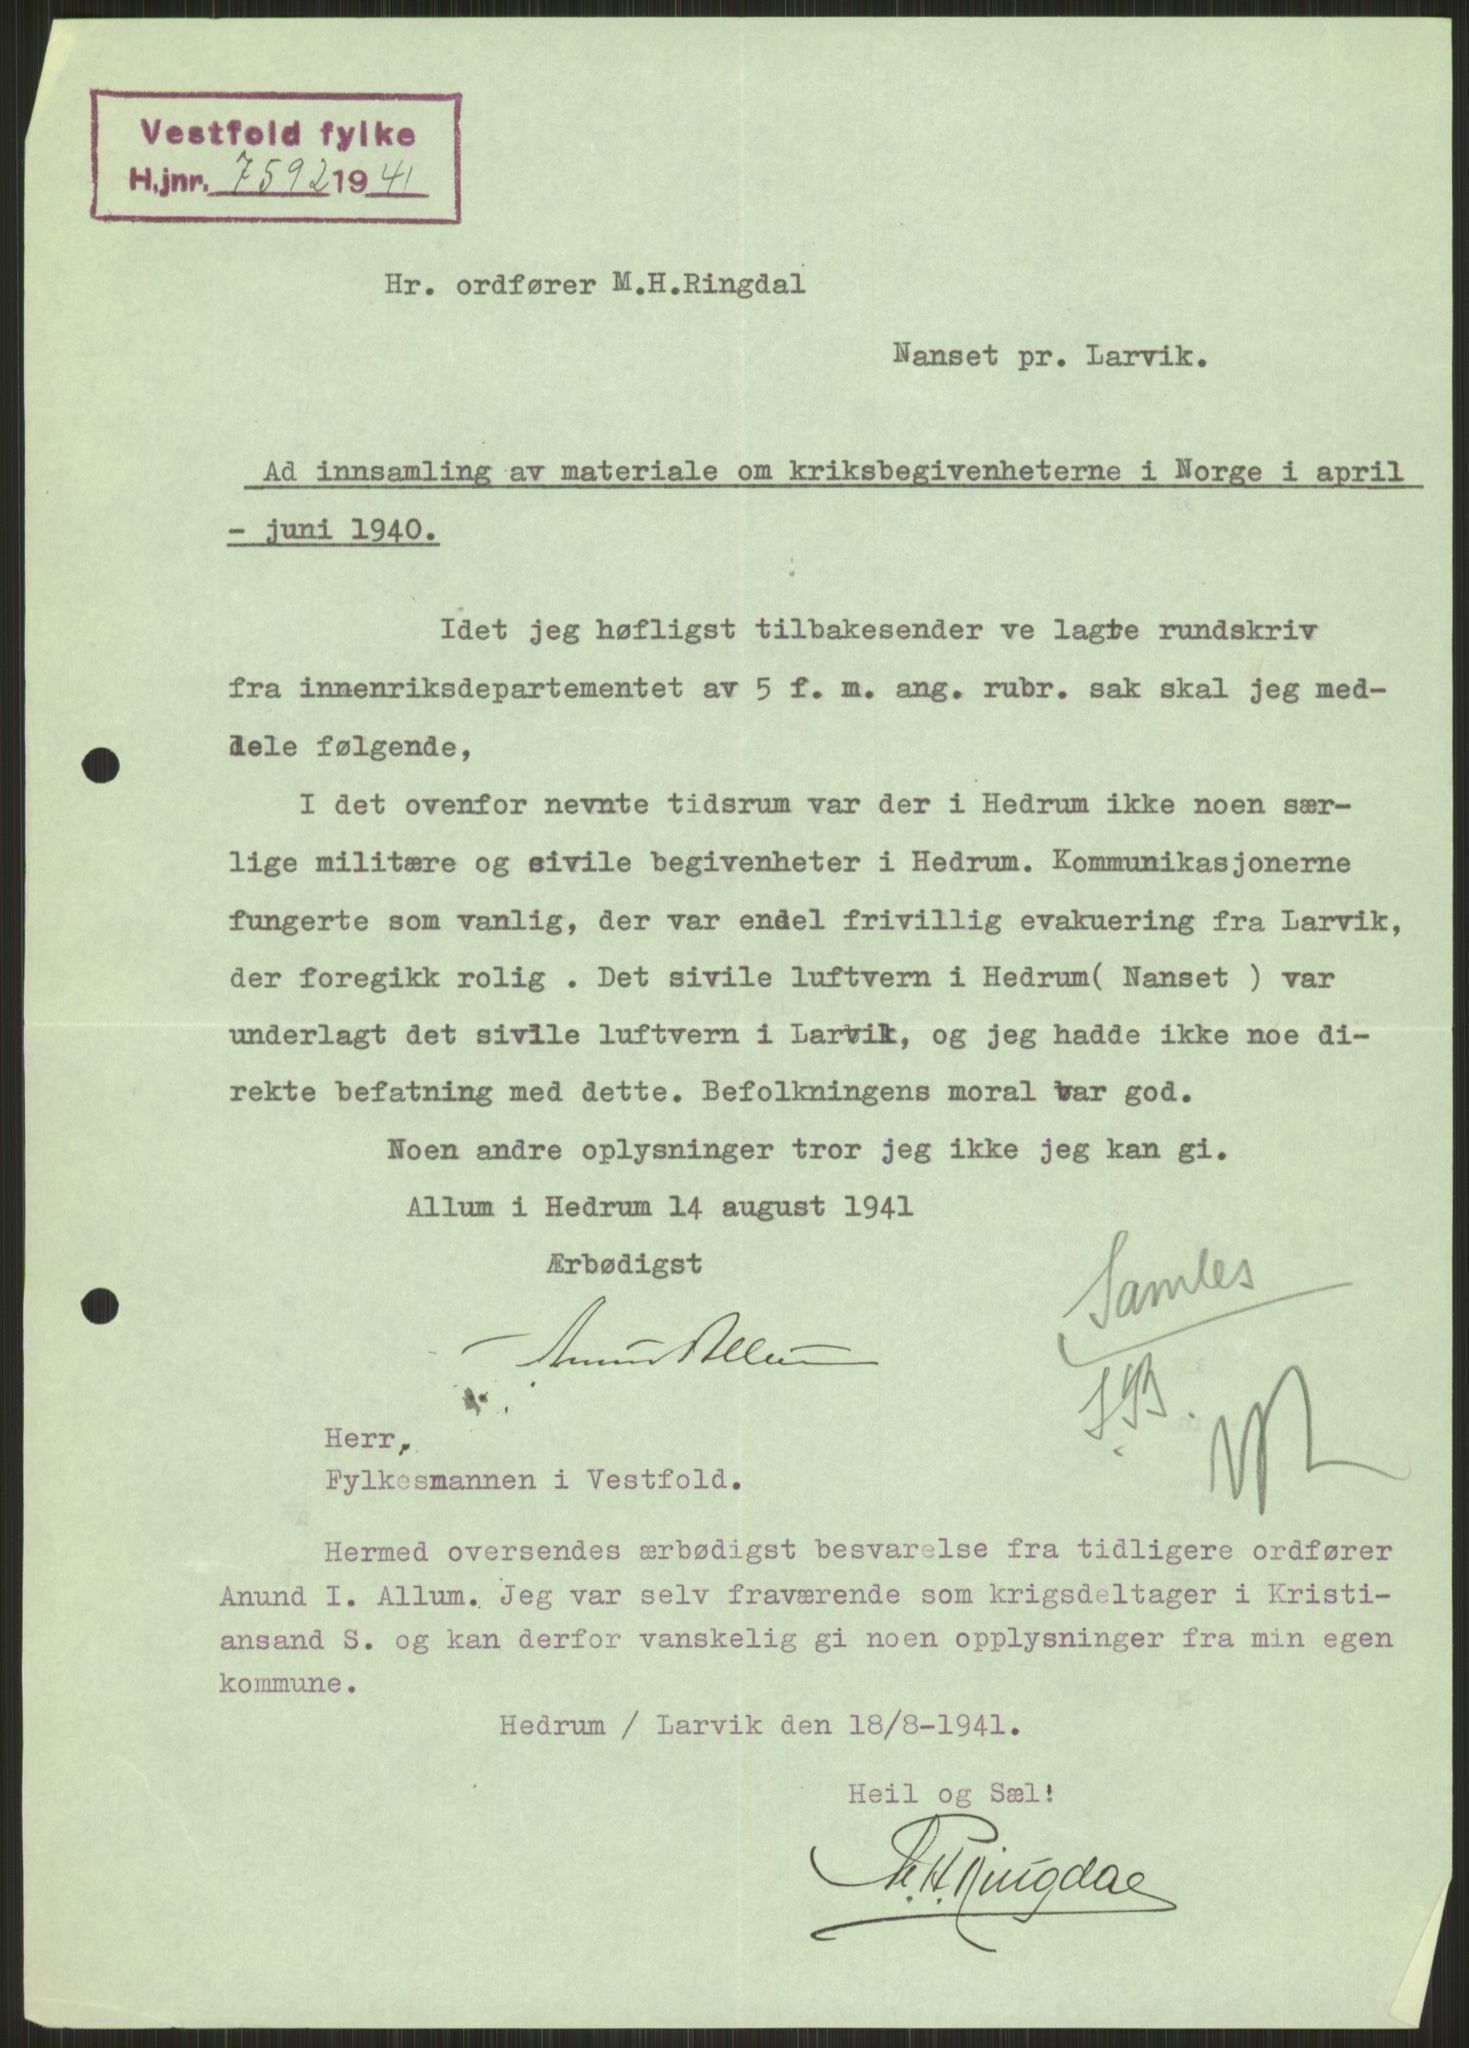 Vestfold fylke
H.jnr. 7592 1941
Hr. ordfører M.H.Ringdal
Nanset pr. Larvik.
Ad innsamling av materiale om kriksbegivenheterne i Norge i april
- juni 1940.
Idet jeg høfligst tilbakesender ve lagte rundskriv
fra innenriksdepartementet av 5 f. m. ang. rubr. sak skal jeg med-
dele følgende,
I det ovenfor nevnte tidsrum var der i Hedrum ikke noen sær-
lige militære og sivile begivenheter i Hedrum. Kommunikasjonerne
fungerte som vanlig, der var endel frivillig evakuering fra Larvik,
der foregikk rolig . Det sivile luftvern i Hedrum( Nanset ) var
underlagt det sivile luftvern i Larvik, og jeg hadde ikke noe di-
rekte befatning med dette. Befolkningens moral var god.
Noen andre oplysninger tror jeg ikke jeg kan gi.
Allum i Hedrum 14 august 1941
Ærbødigst
Anund Allum
Samles
Herr,
Fylkesmannen i Vestfold.
Hermed oversendes ærbødigst besvarelse fra tidligere ordfører
Anund I. Allum. Jeg var selv fraværende som krigsdeltager i Kristi-
ansand S. og kan derfor vanskelig gi noen opplysninger fra min egen
kommune.
Hedrum / Larvik den 18/8-1941.
Heil og Sæl!
M.H.Ringdal